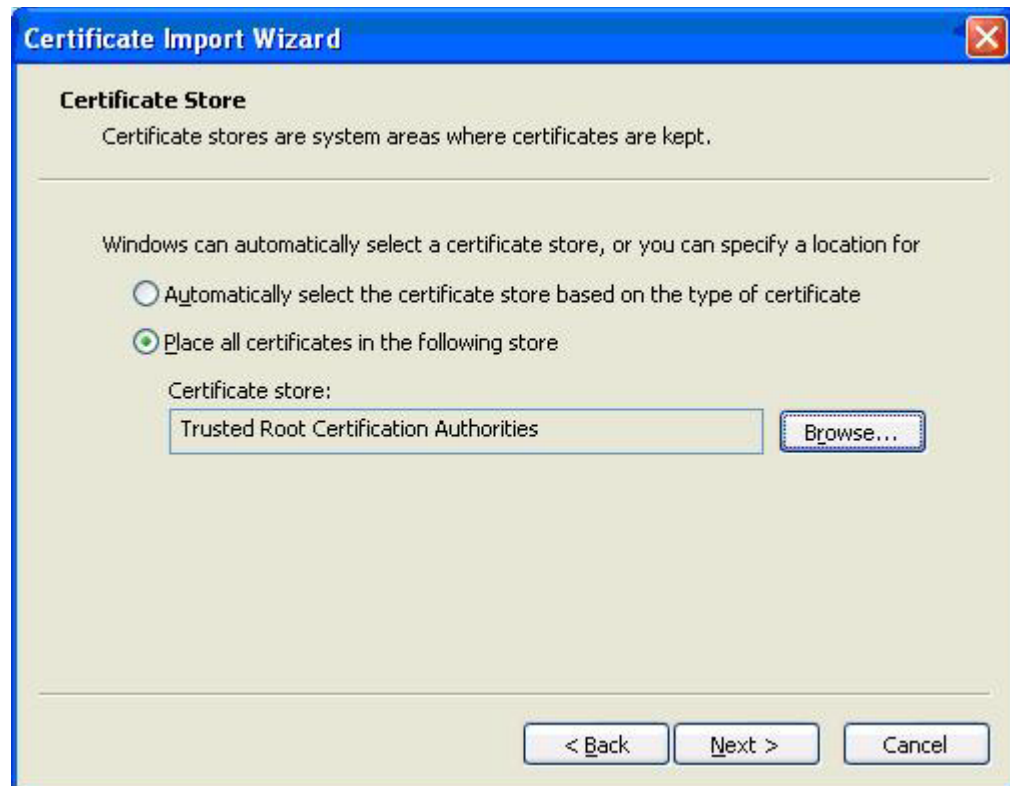 Certificate Import Wizard
Certificate Store
Certificate stores are system areas where certificates are kept.
Windows can automatically select a certificate store, or you can specify a location for
Automatically select the certificate store based on the type of certificate
Place all certificates in the following store
Certificate store:
Trusted Root Certification Authorities
Browse...
< Back
Next >
Cancel